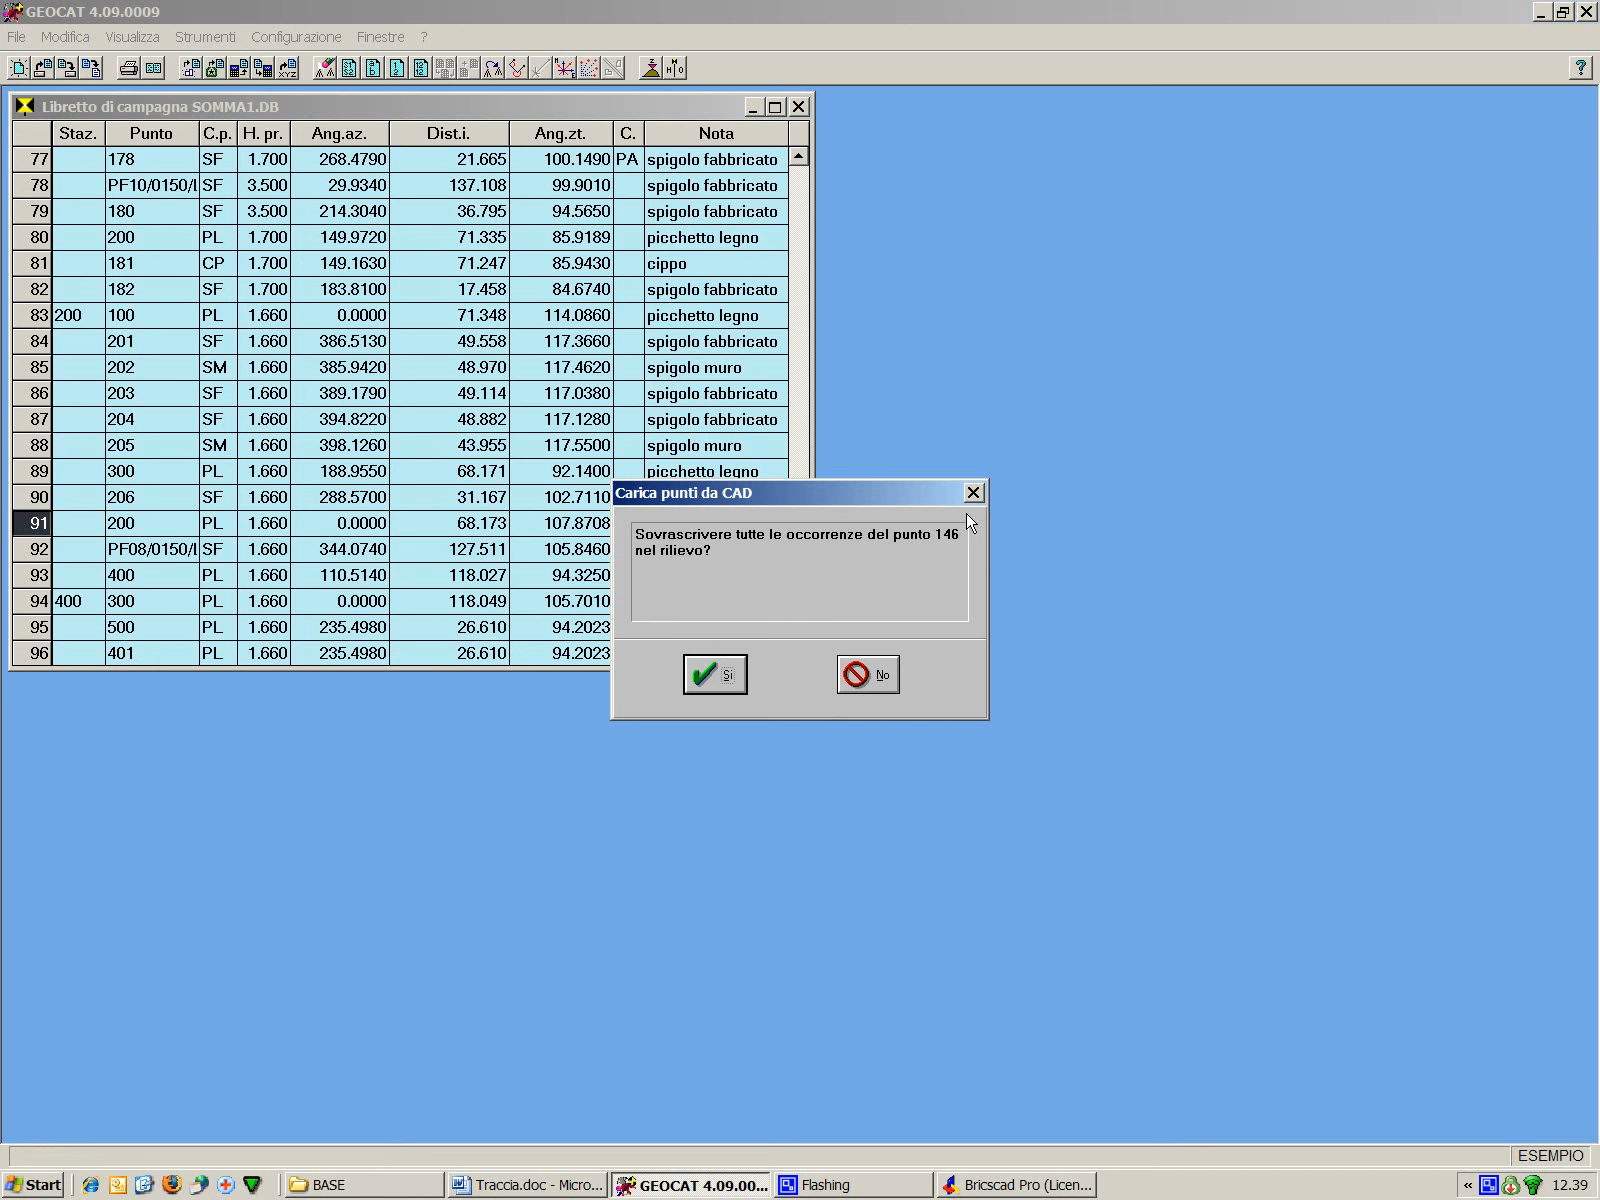 GEOCAT 4.09.0009
File Modifica Visualizza Strumenti Configurazione Finestre ?
Libretto di campagna SOMMA1.DB
Staz. Punto C.p. H. pr. Ang.az. Dist.i. Ang.zt. C. Nota
77 178 SF 1.700 268.4790 21.665 100.1490 PA spigolo fabbricato
78 PF10/0150/ SF 3.500 29.9340 137.108 99.9010 spigolo fabbricato
79 180 SF 3.500 214.3040 36.795 94.5650 spigolo fabbricato
80 200 PL 1.700 149.9720 71.335 85.9189 picchetto legno
81 181 CP 1.700 149.1630 71.247 85.9430 cippo
82 182 SF 1.700 183.8100 17.458 84.6740 spigolo fabbricato
83 200 100 PL 1.660 0.0000 71.348 114.0860 picchetto legno
84 201 SF 1.660 386.5130 49.558 117.3660 spigolo fabbricato
85 202 SM 1.660 385.9420 48.970 117.4620 spigolo muro
86 203 SF 1.660 389.1790 49.114 117.0380 spigolo fabbricato
87 204 SF 1.660 394.8220 48.882 117.1280 spigolo fabbricato
88 205 SM 1.660 398.1260 43.955 117.5500 spigolo muro
89 300 PL 1.660 188.9550 68.171 92.1400 picchetto legno
90 206 SF 1.660 288.5700 31.167 102.7110
91 200 PL 1.660 0.0000 68.173 107.8708
92 PF08/0150/ SF 1.660 344.0740 127.511 105.8460
93 400 PL 1.660 110.5140 118.027 94.3250
94 400 300 PL 1.660 0.0000 118.049 105.7010
95 500 PL 1.660 235.4980 26.610 94.2023
96 401 PL 1.660 235.4980 26.610 94.2023
Carica punti da CAD
Sovrascrivere tutte le occorrenze del punto 146
nel rilievo?
Sì No
ESEMPIO
Start BASE Traccia.doc - Micro... GEOCAT 4.09.00... Flashing Bricscad Pro (Licen... « 12.39